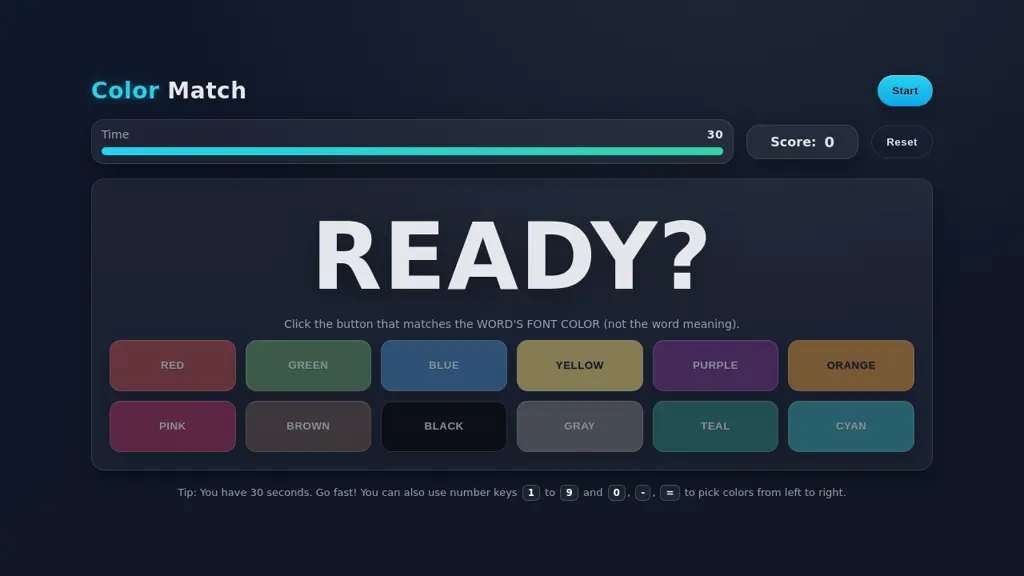 Color Match
Start
Time
30
Score: 0
Reset
READY?
Click the button that matches the WORD'S FONT COLOR (not the word meaning).
RED
GREEN
BLUE
YELLOW
PURPLE
ORANGE
PINK
BROWN
BLACK
GRAY
TEAL
CYAN
Tip: You have 30 seconds. Go fast! You can also use number keys 1 to 9 and 0, -, = to pick colors from left to right.